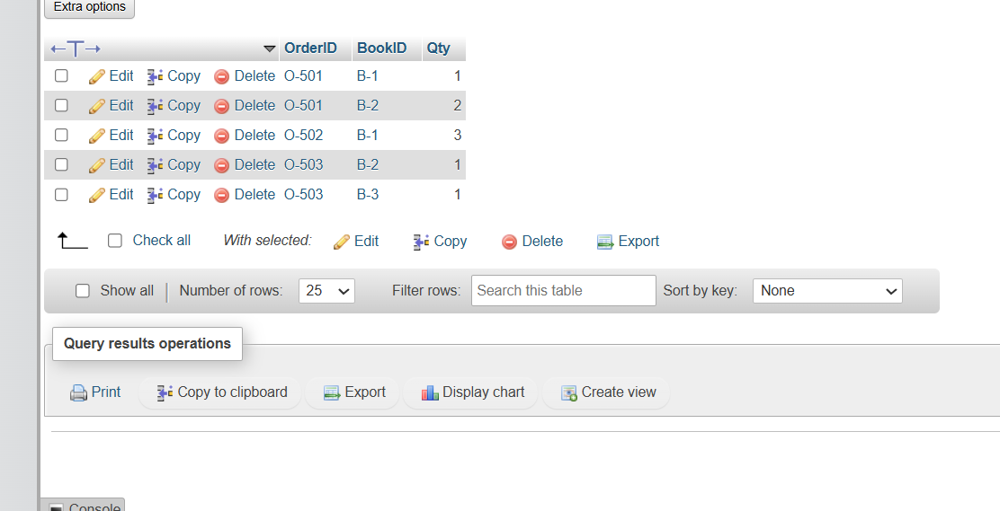 Extra options
OrderID BookID Qty
Edit Copy Delete O-501 B-1 1
Edit Copy Delete O-501 B-2 2
Edit Copy Delete O-502 B-1 3
Edit Copy Delete O-503 B-2 1
Edit Copy Delete O-503 B-3 1
Check all With selected: Edit Copy Delete Export
Show all Number of rows: 25 Filter rows: Search this table Sort by key: None
Query results operations
Print Copy to clipboard Export Display chart Create view
Console